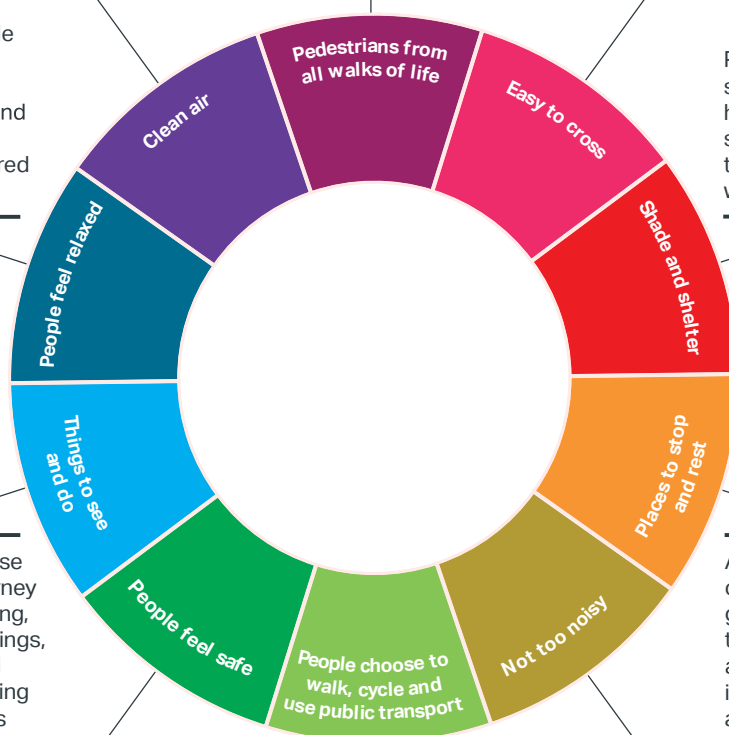 Pedestrians from
all walks of life
Easy to cross
Shade and shelter
Places to stop
and rest
Not too noisy
People choose to
walk, cycle and
use public transport
People feel safe
Things to see
and do
People feel relaxed
Clean air